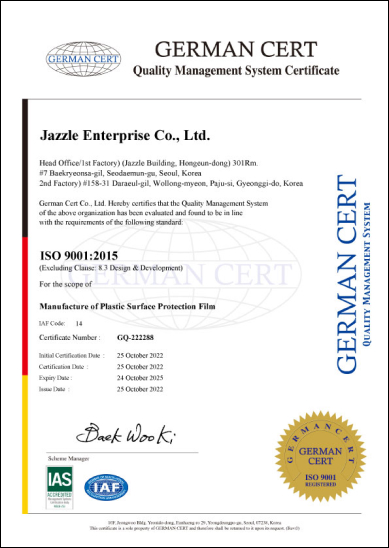 GERMAN CERT
GERMAN CERT
Quality Management System Certificate
Jazzle Enterprise Co., Ltd.
Head Office/1st Factory) (Jazzle Building, Hongeun-dong) 301Rm.
#7 Baekryeonsa-gil, Seodaemun-gu, Seoul, Korea
2nd Factory) #158-31 Daraeul-gil, Wollong-myeon, Paju-si, Gyeonggi-do, Korea
German Cert Co., Ltd. Hereby certifies that the Quality Management System
of the above organization has been evaluated and found to be in line
with the requirements of the following standard:
GERMAN CERT
ISO 9001:2015
(Excluding Clause: 8.3 Design & Development)
For the scope of
Manufacture of Plastic Surface Protection Film
IAF Code: 14
Certificate Number : GQ-222288
Initial Certification Date : 25 October 2022
Certification Date : 25 October 2022
Expiry Date : 24 October 2025
Issue Date : 25 October 2022
GERMAN CERT
QUALITY MANAGEMENT SYSTEM
Baek Woo Ki
Scheme Manager
IAS
ACCREDITED
IAF
GERMAN CERT
GERMAN
CERT
ISO 9001
REGISTERED
This certificate is a sole property of GERMAN CERT and therefore shall be returned to it upon its request.